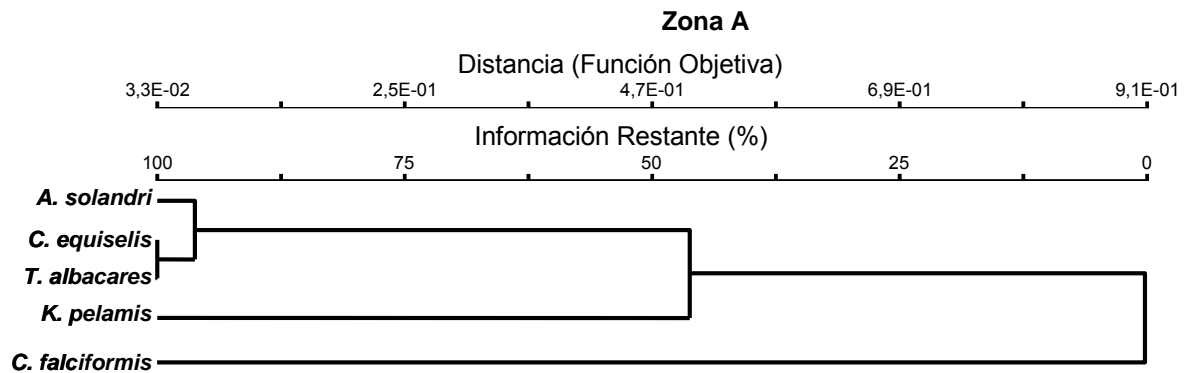 Zona A
Distancia (Función Objetiva)
3,3E-02 2,5E-01 4,7E-01 6,9E-01 9,1E-01
Información Restante (%)
100 75 50 25 0
A. solandri
C. equiselis
T. albacares
K. pelamis
C. falciformis